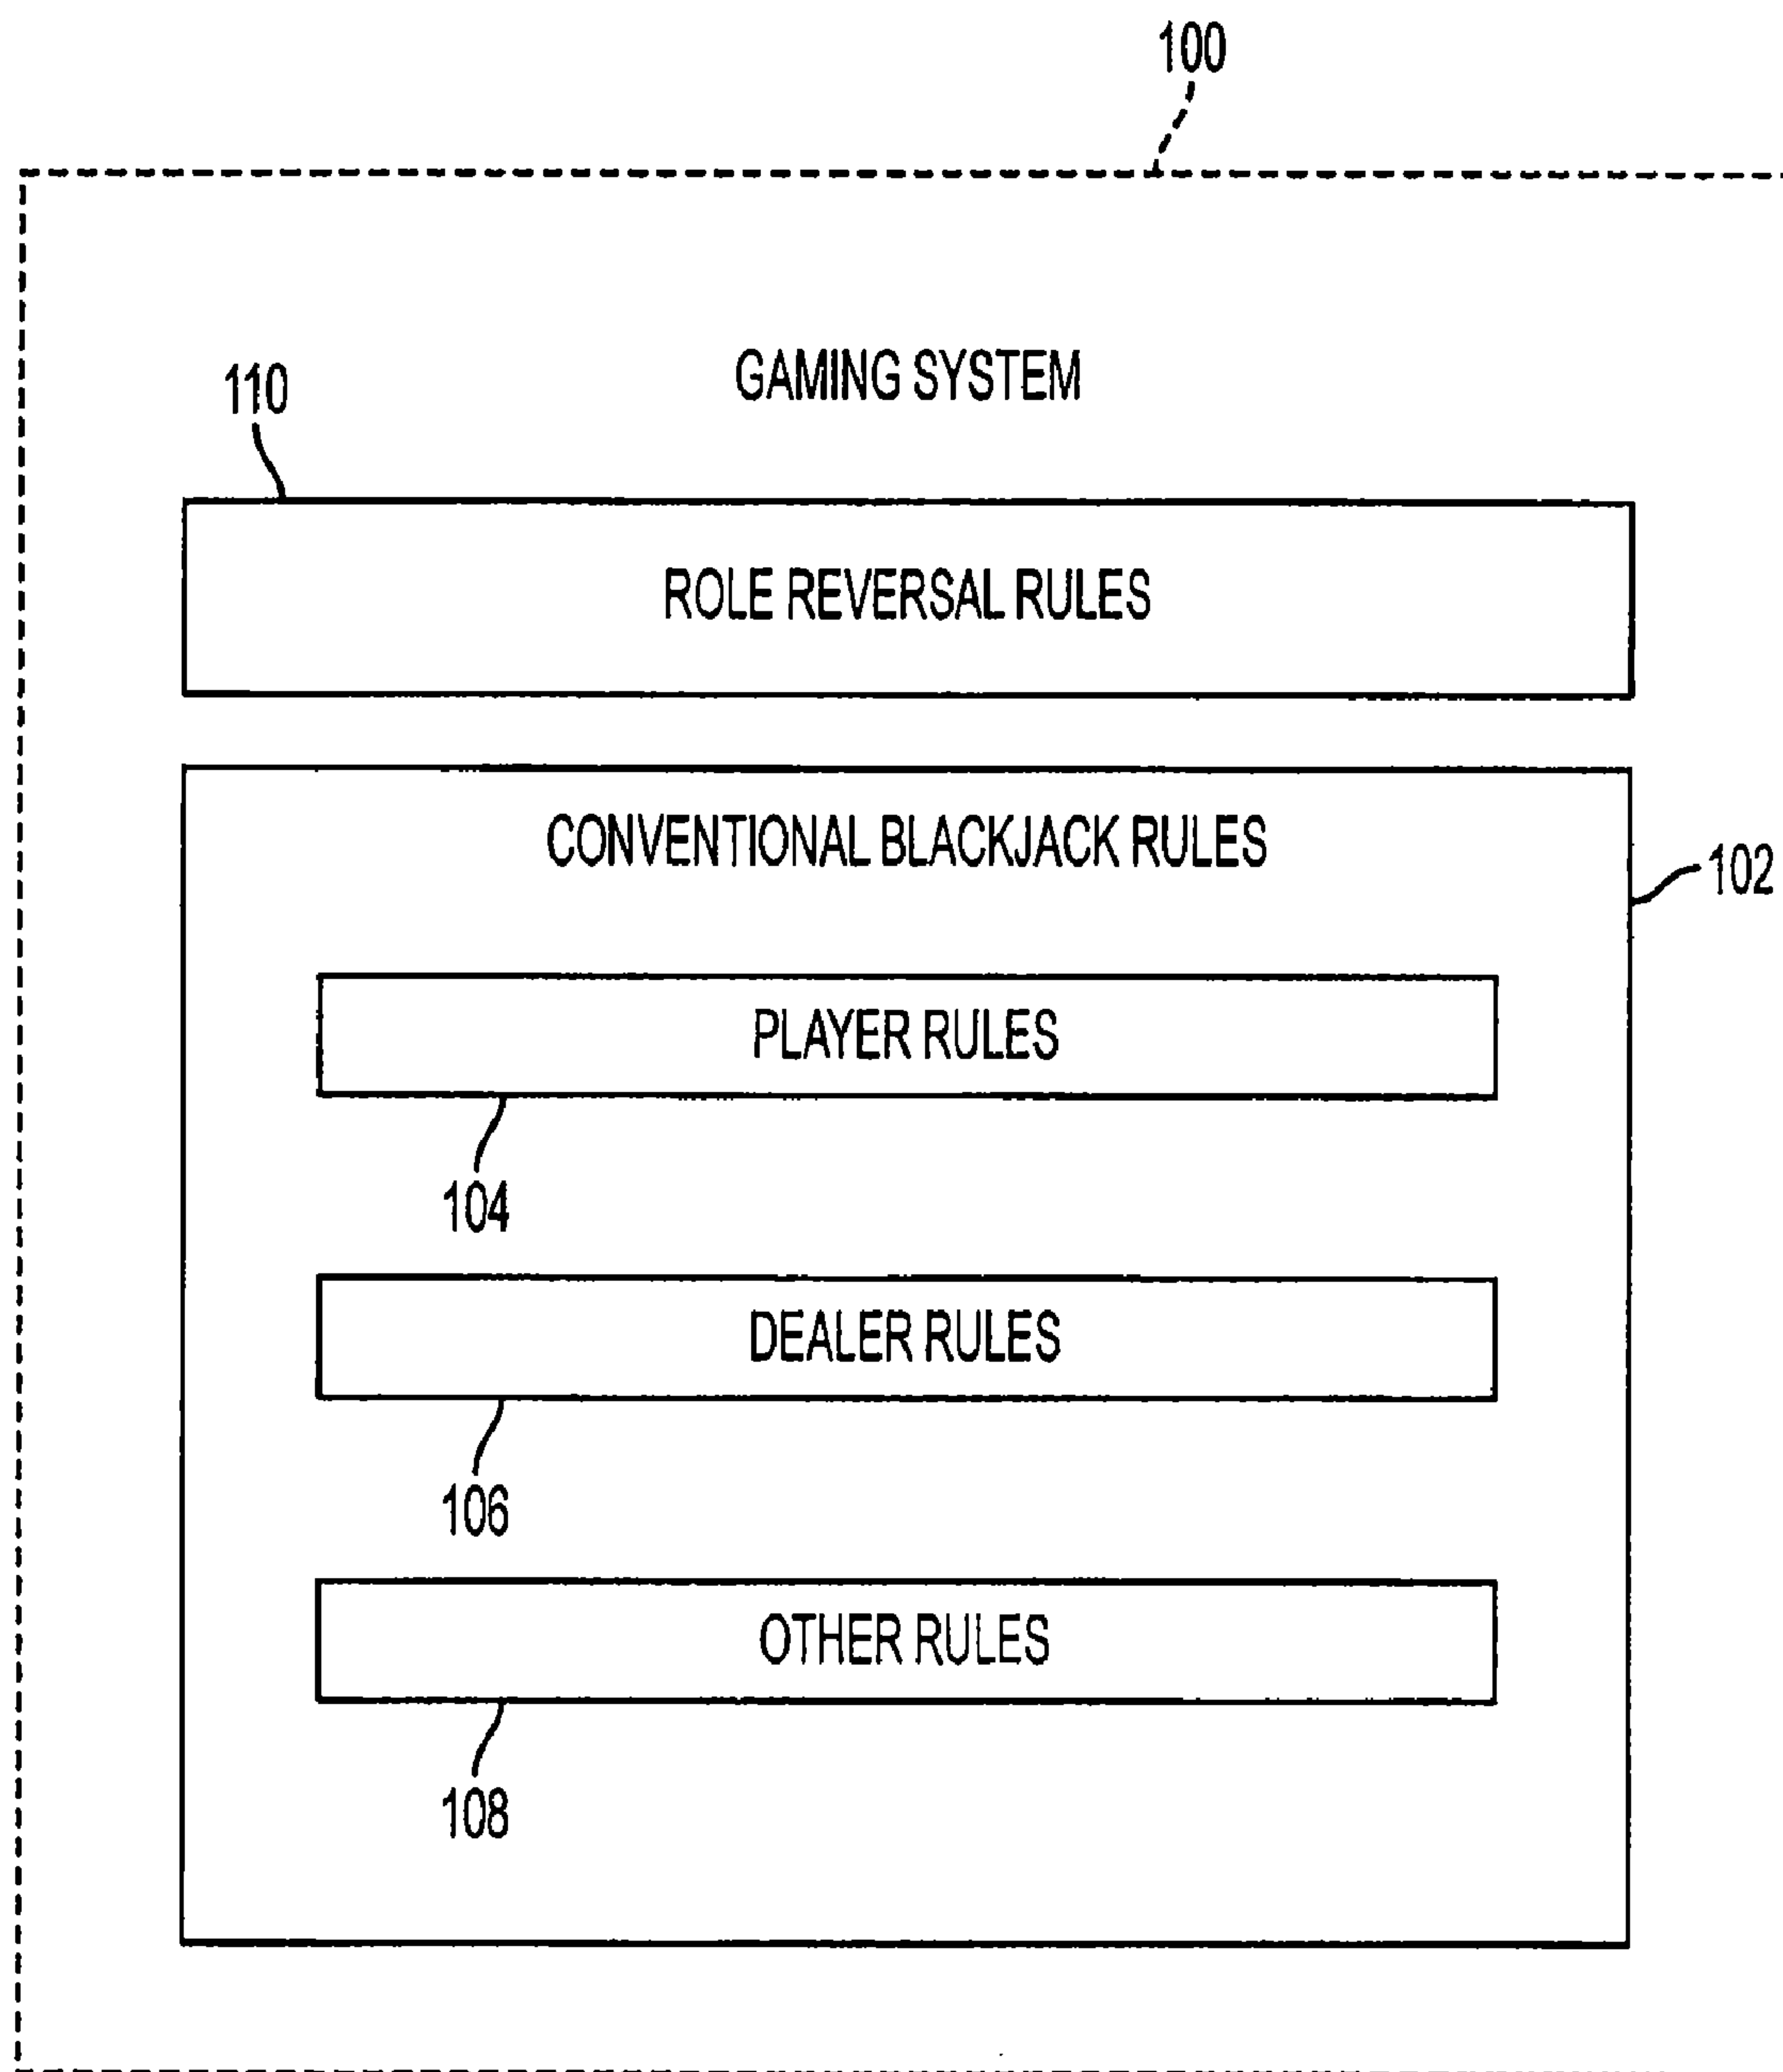 100
GAMING SYSTEM
110
ROLE REVERSAL RULES
CONVENTIONAL BLACKJACK RULES
102
PLAYER RULES
104
DEALER RULES
106
OTHER RULES
108